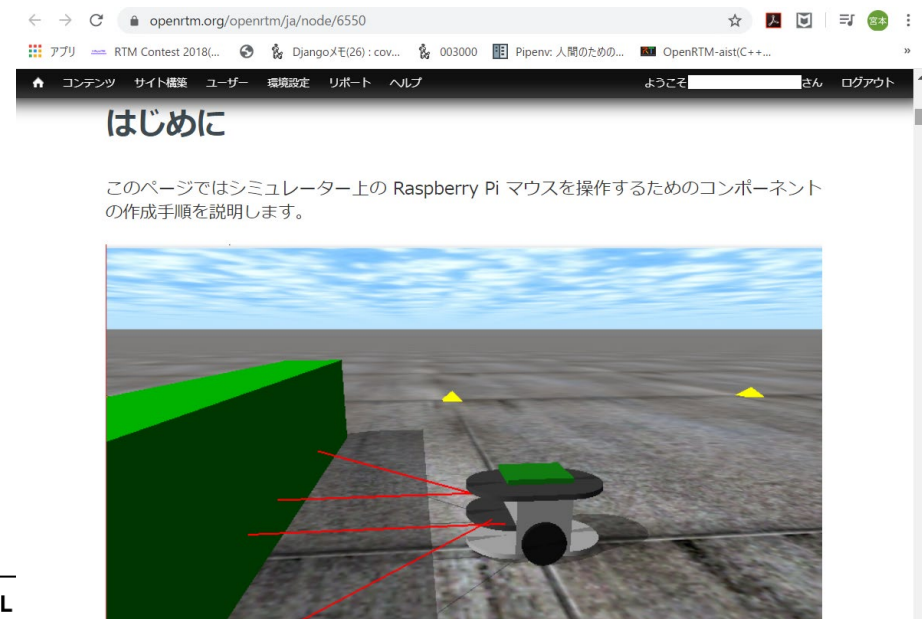 openrtm.org/openrtm/ja/node/6550
宮本
アプリ RTM Contest 2018(... Djangoメモ(26) : cov... 003000 Pipenv: 人間のための... OpenRTM-aist(C++... »
コンテンツ サイト構築 ユーザー 環境設定 リポート ヘルプ ようこそ さん ログアウト
はじめに
このページではシミュレーター上の Raspberry Pi マウスを操作するためのコンポーネント
の作成手順を説明します。
L